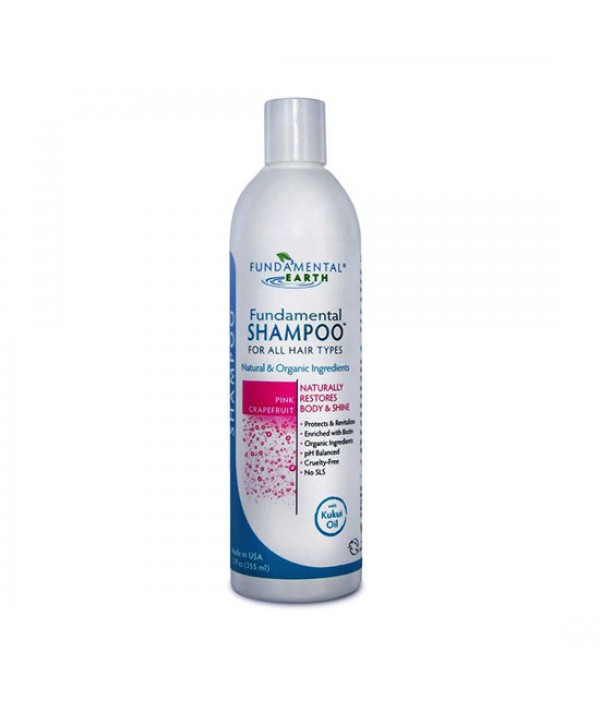 FUNDAMENTAL®
EARTH
Fundamental
SHAMPOO™
FOR ALL HAIR TYPES
Natural & Organic Ingredients
PINK
GRAPEFRUIT
NATURALLY
RESTORES
BODY & SHINE
• Protects & Revitalizes
• Enriched with Biotin
• Organic Ingredients
• pH Balanced
• Cruelty-Free
• No SLS
with
Kukui
Oil
SHAMPOO
Made in USA
fl oz (355 ml)